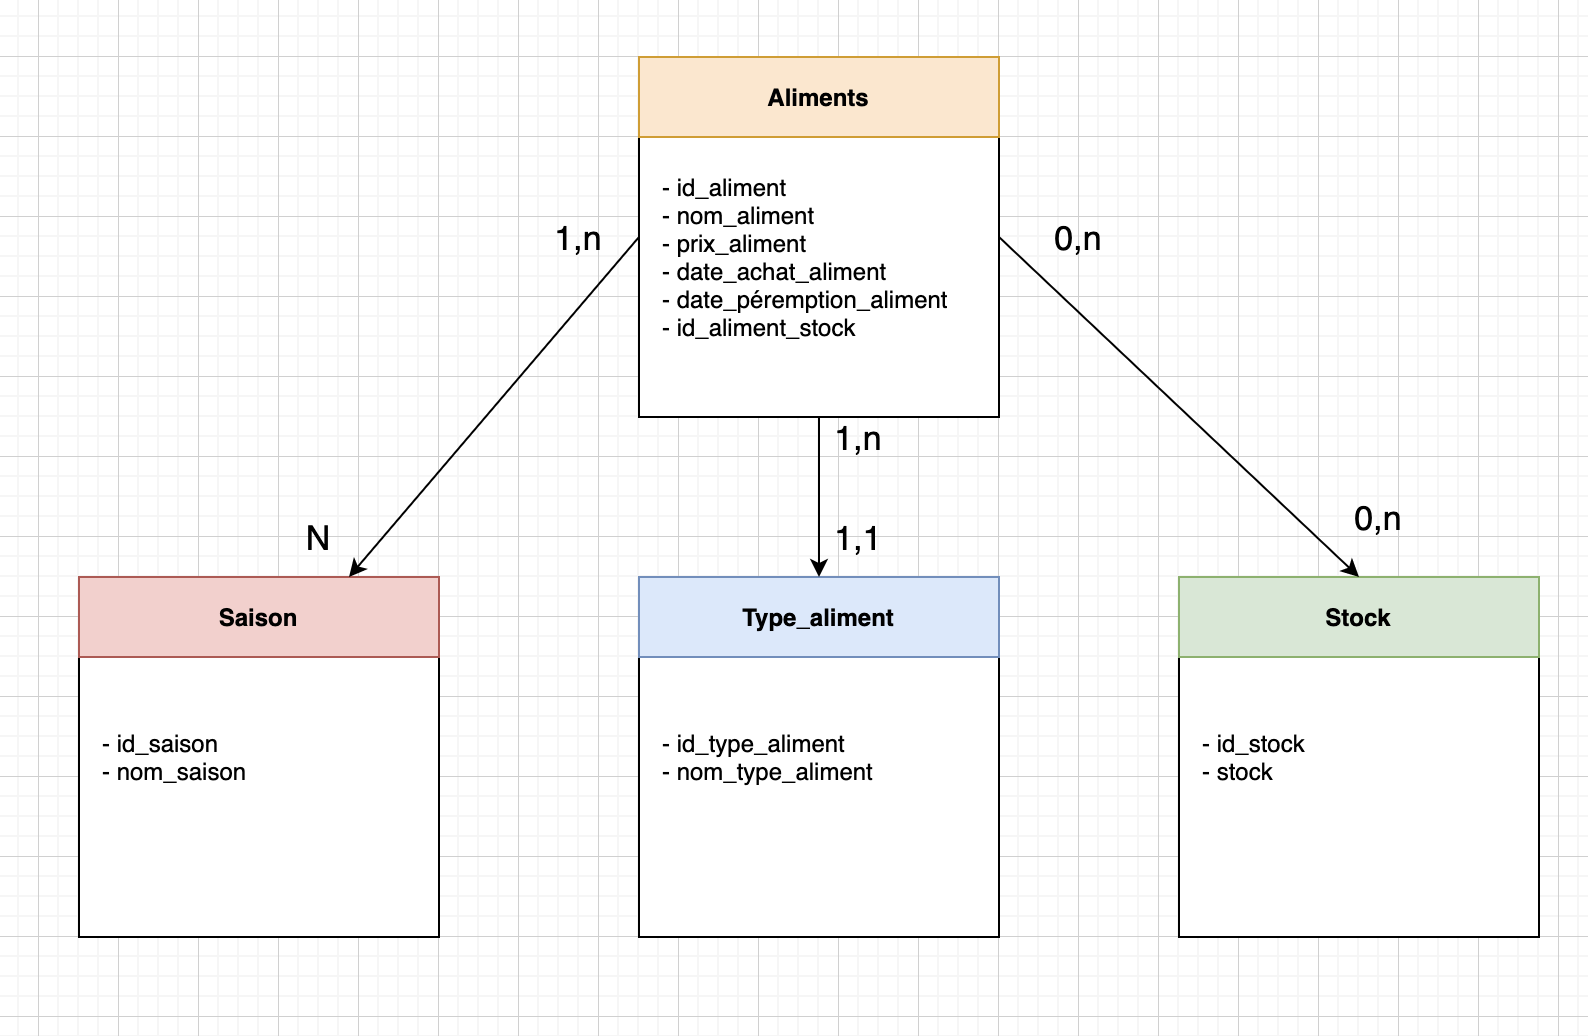 Aliments
- id_aliment
- nom_aliment
- prix_aliment
- date_achat_aliment
- date_péremption_aliment
- id_aliment_stock
1,n
0,n
1,n
N
1,1
0,n
Saison
- id_saison
- nom_saison
Type_aliment
- id_type_aliment
- nom_type_aliment
Stock
- id_stock
- stock